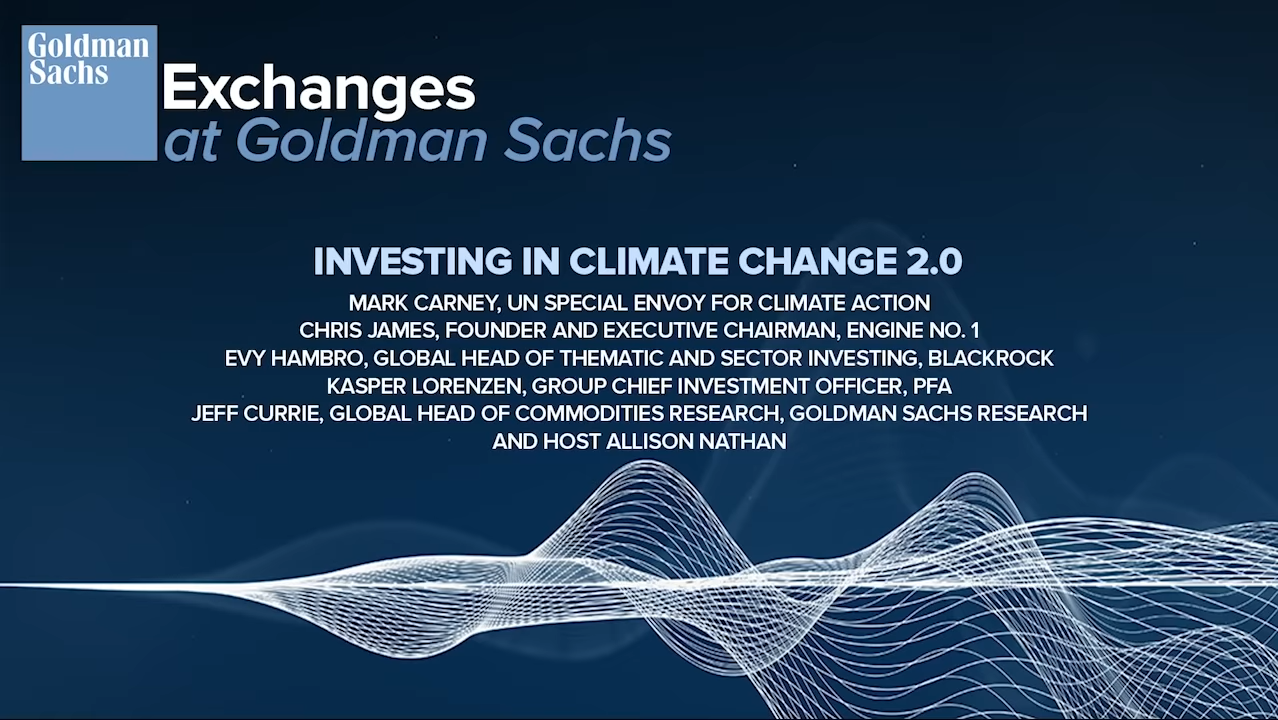 Goldman
Sachs
Exchanges
at Goldman Sachs
INVESTING IN CLIMATE CHANGE 2.0
MARK CARNEY, UN SPECIAL ENVOY FOR CLIMATE ACTION
CHRIS JAMES, FOUNDER AND EXECUTIVE CHAIRMAN, ENGINE NO. 1
EVY HAMBRO, GLOBAL HEAD OF THEMATIC AND SECTOR INVESTING, BLACKROCK
KASPER LORENZEN, GROUP CHIEF INVESTMENT OFFICER, PFA
JEFF CURRIE, GLOBAL HEAD OF COMMODITIES RESEARCH, GOLDMAN SACHS RESEARCH
AND HOST ALLISON NATHAN